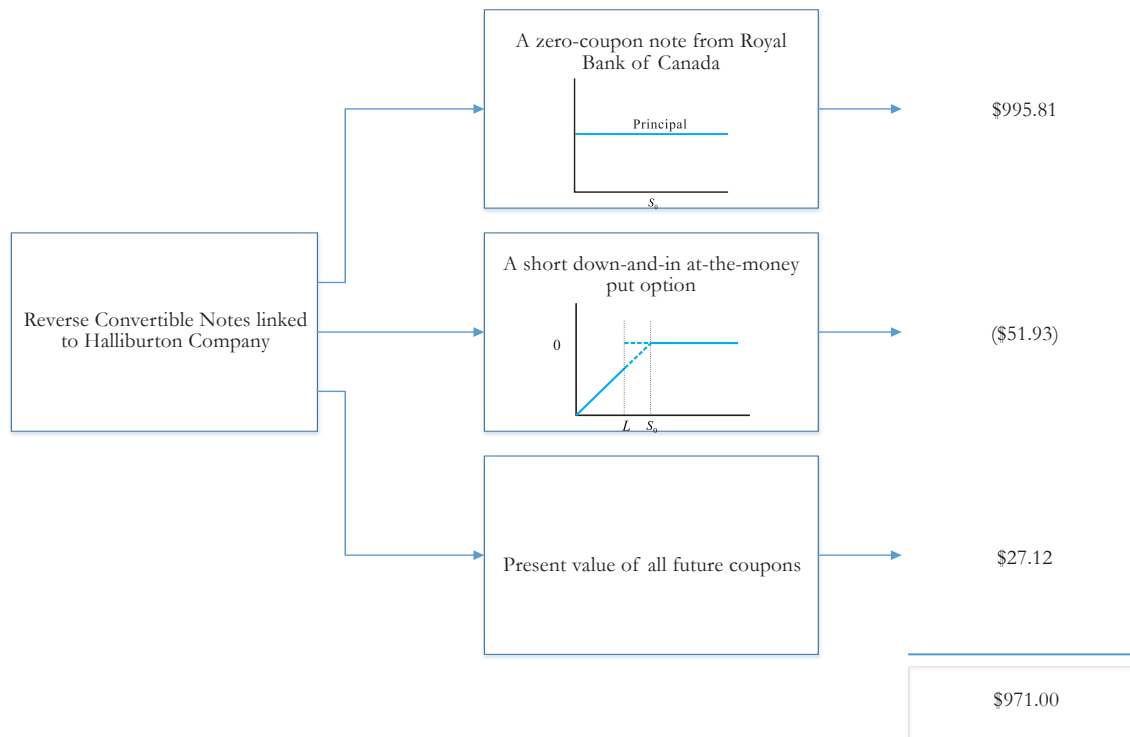 A zero-coupon note from Royal
Bank of Canada
Principal
S₀
$995.81
Reverse Convertible Notes linked
to Halliburton Company
A short down-and-in at-the-money
put option
0
L S₀
($51.93)
Present value of all future coupons
$27.12
$971.00